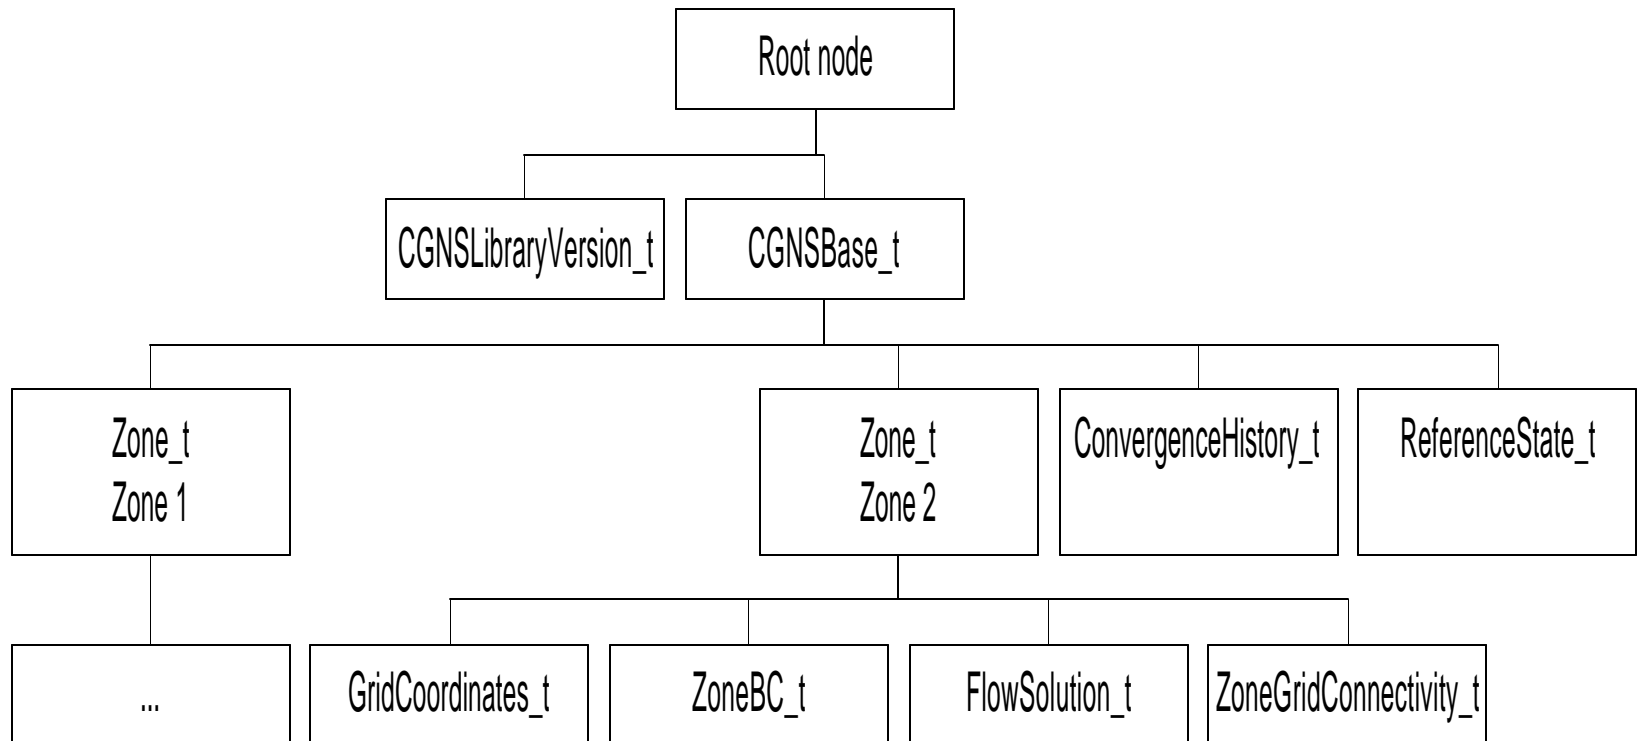 Root node
CGNSLibraryVersion_t
CGNSBase_t
Zone_t
Zone 1
Zone_t
Zone 2
ConvergenceHistory_t
ReferenceState_t
...
GridCoordinates_t
ZoneBC_t
FlowSolution_t
ZoneGridConnectivity_t